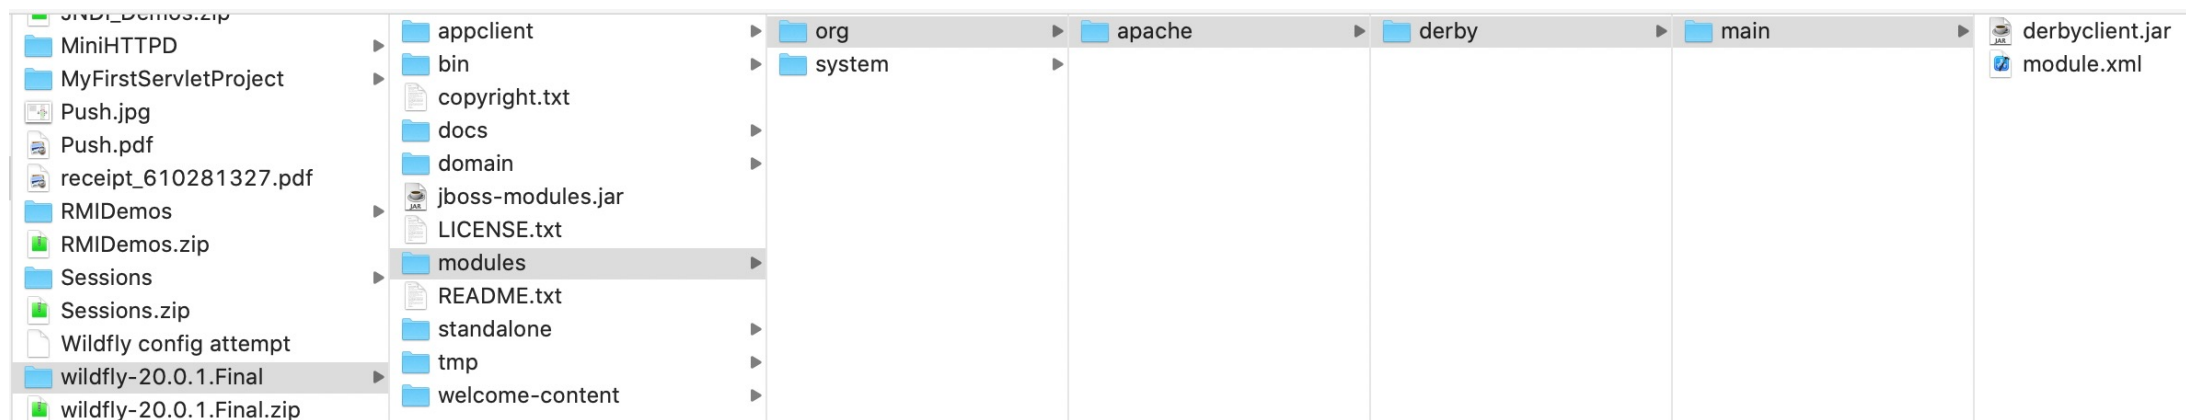 JNDI_Demos.zip
MiniHTTPD
MyFirstServletProject
Push.jpg
Push.pdf
receipt_610281327.pdf
RMIDemos
RMIDemos.zip
Sessions
Sessions.zip
Wildfly config attempt
wildfly-20.0.1.Final
wildfly-20.0.1.Final.zip
appclient
bin
copyright.txt
docs
domain
jboss-modules.jar
LICENSE.txt
modules
README.txt
standalone
tmp
welcome-content
org
system
apache
derby
main
derbyclient.jar
module.xml